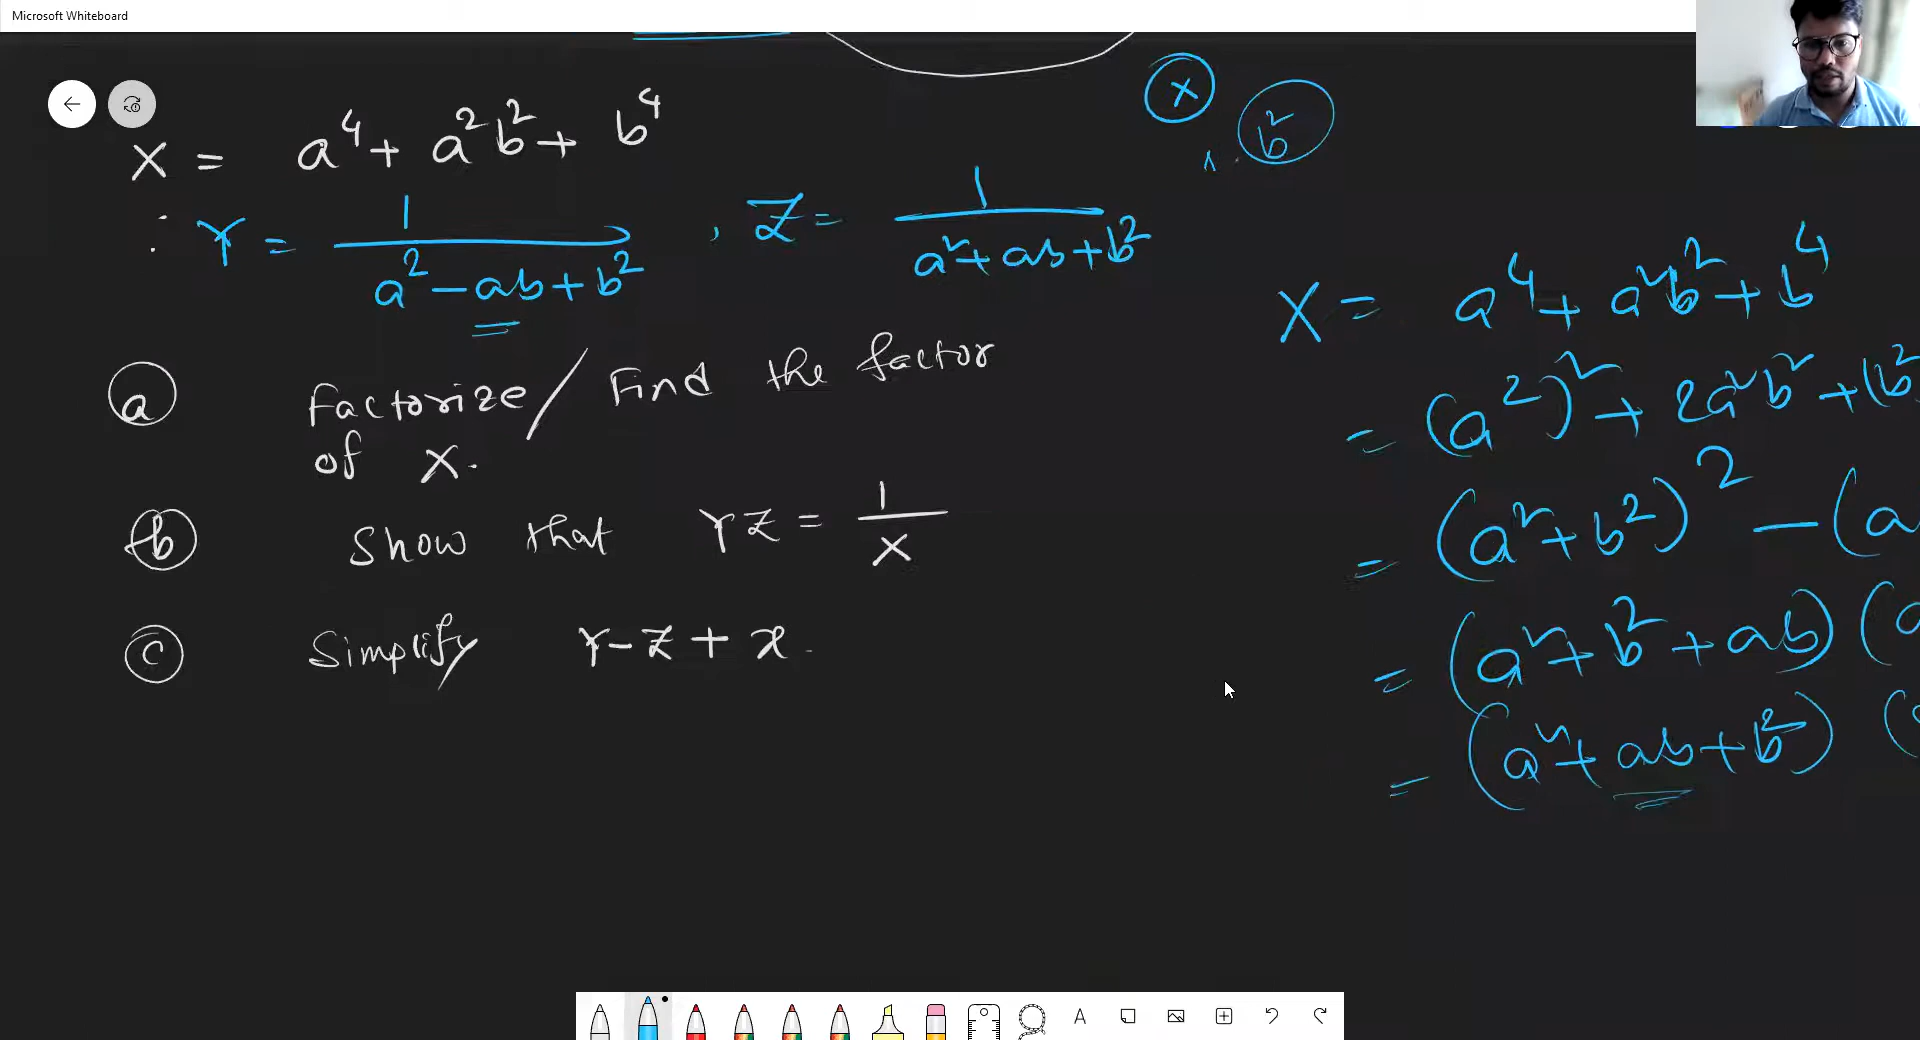 Microsoft Whiteboard
X = a⁴ + a²b² + b⁴
∴ Y = 1/(a² - ab + b²) , Z = 1/(a² + ab + b²)
(a) Factorize / Find the factor
of X.
(b) Show that YZ = 1/X
(c) Simplify Y - Z + x.
X
b²
X = a⁴ + a²b² + b⁴
= (a²)² + 2a²b² + (b²
= (a² + b²)² - (a
= (a² + b² + ab) (a
= (a² + ab + b²) (
A